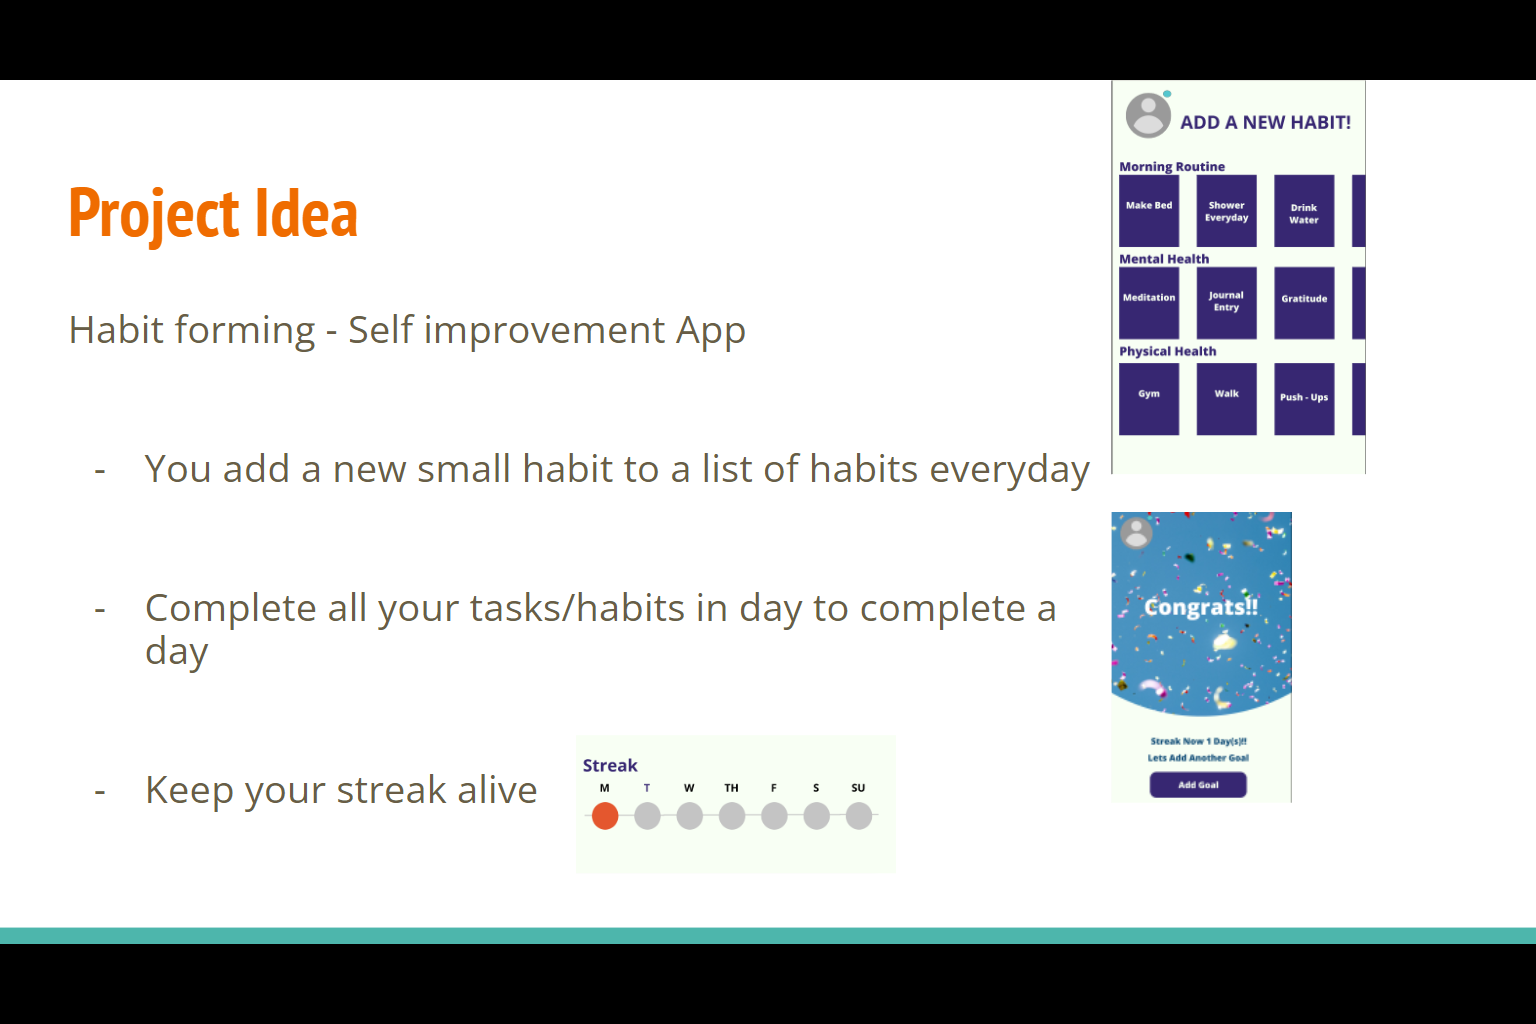 Project Idea
Habit forming - Self improvement App
- You add a new small habit to a list of habits everyday
- Complete all your tasks/habits in day to complete a
day
- Keep your streak alive
Streak
M T W TH F S SU
ADD A NEW HABIT!
Morning Routine
Make Bed
Shower
Everyday
Drink
Water
Mental Health
Meditation
Journal
Entry
Gratitude
Physical Health
Gym
Walk
Push - Ups
Congrats!!
Streak Now 1 Day(s)!!
Lets Add Another Goal
Add Goal